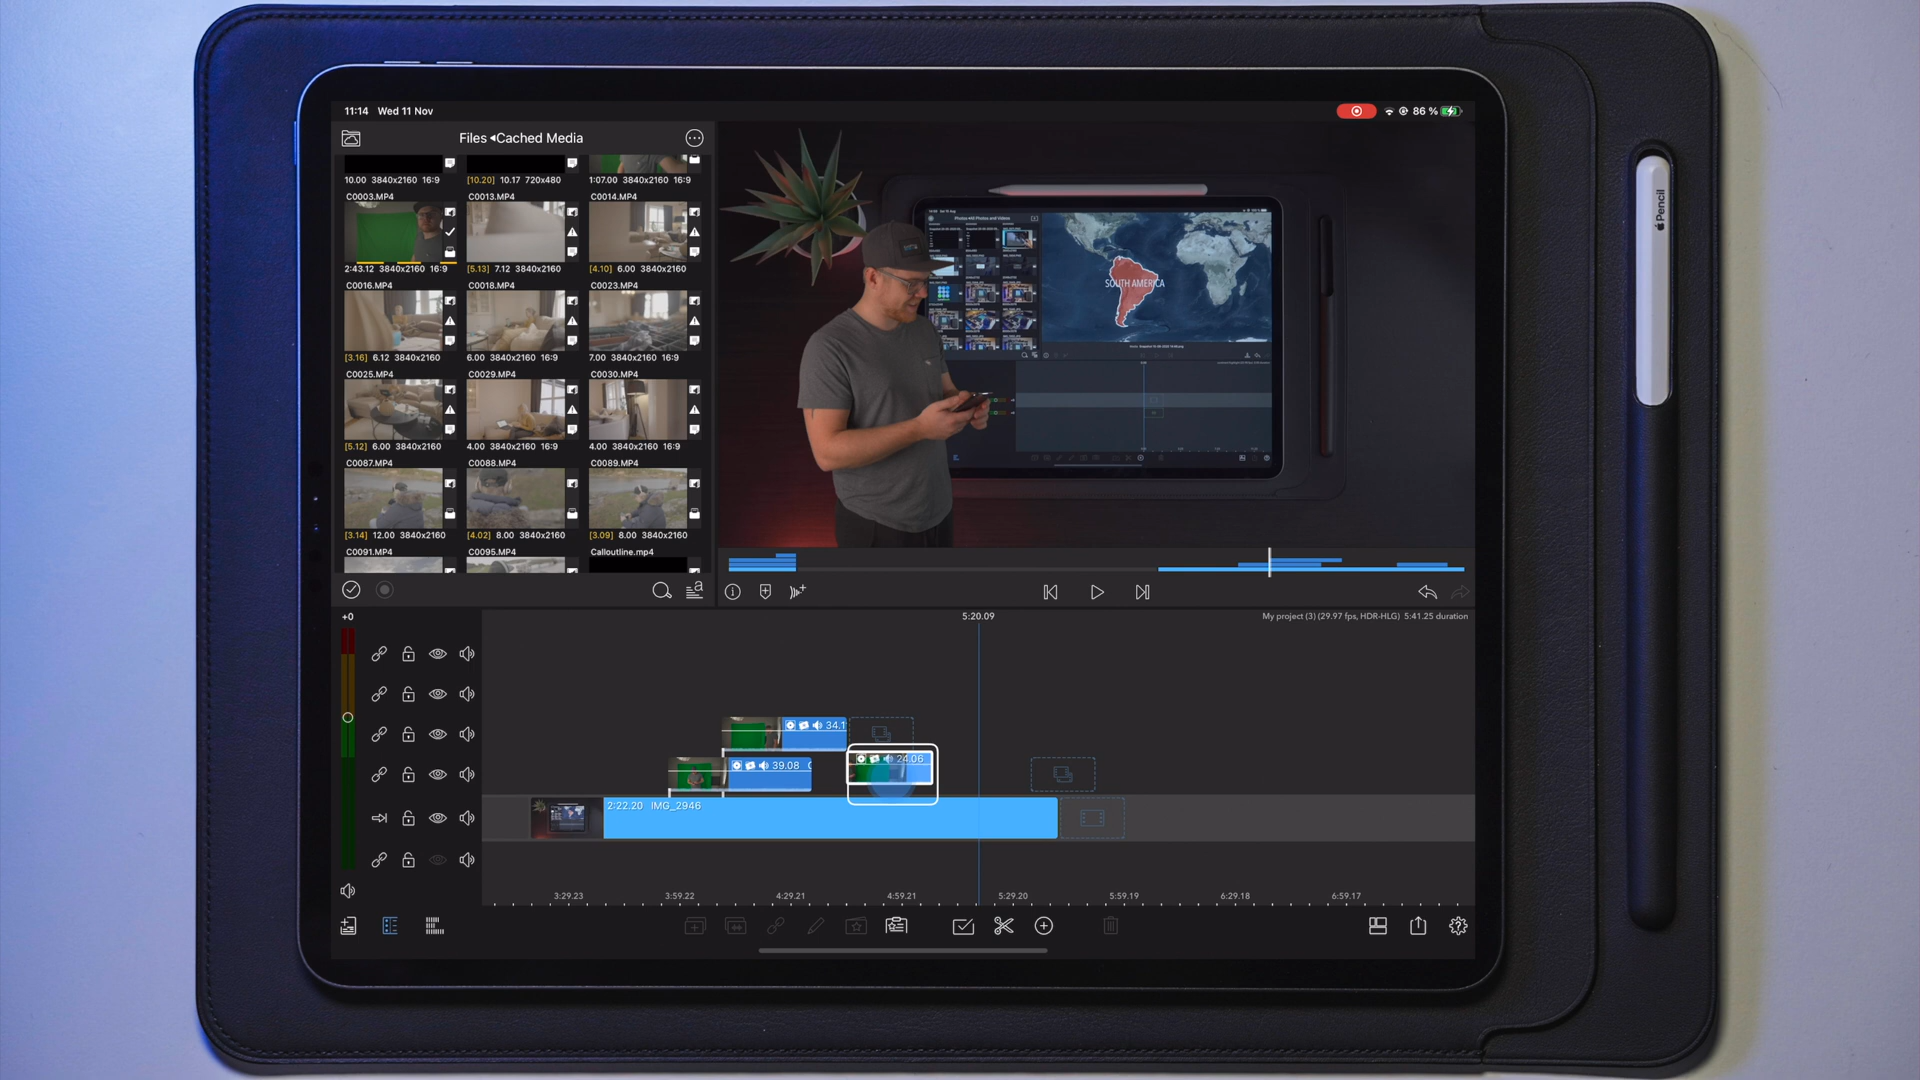 11:14 Wed 11 Nov
86 %
Files Cached Media
10.00 3840x2160 16:9
[10.20] 10.17 720x480
1:07.00 3840x2160 16:9
C0003.MP4
C0013.MP4
C0014.MP4
2:43.12 3840x2160 16:9
[5.13] 7.12 3840x2160
[4.10] 6.00 3840x2160
C0016.MP4
C0018.MP4
C0023.MP4
[3.16] 6.12 3840x2160
6.00 3840x2160 16:9
7.00 3840x2160 16:9
C0025.MP4
C0029.MP4
C0030.MP4
[5.12] 6.00 3840x2160
4.00 3840x2160 16:9
4.00 3840x2160 16:9
C0087.MP4
C0088.MP4
C0089.MP4
[3.14] 12.00 3840x2160
[4.02] 8.00 3840x2160
[3.09] 8.00 3840x2160
C0091.MP4
C0095.MP4
Calloutline.mp4
SOUTH AMERICA
Pencil
+0
5:20.09
My project (3) (29.97 fps, HDR-HLG) 5:41.25 duration
34.1
39.08
24.06
2:22.20 IMG_2946
3:29.23
3:59.22
4:29.21
4:59.21
5:29.20
5:59.19
6:29.18
6:59.17